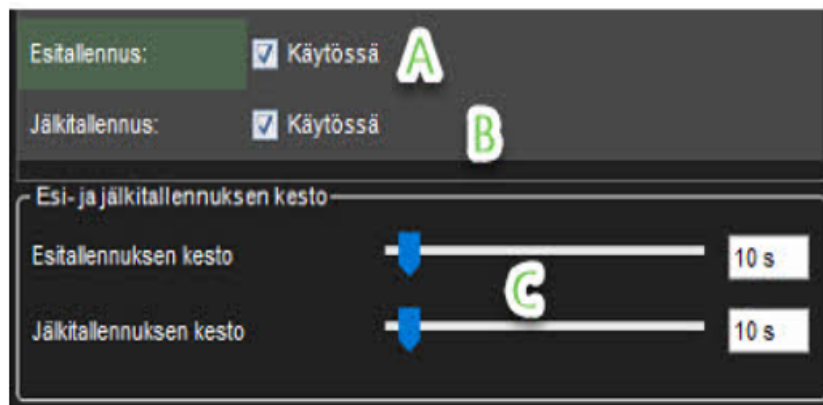 Esitallennus: Käytössä A
Jälkitallennus: Käytössä B
Esi- ja jälkitallennuksen kesto
Esitallennuksen kesto 10 s
C
Jälkitallennuksen kesto 10 s